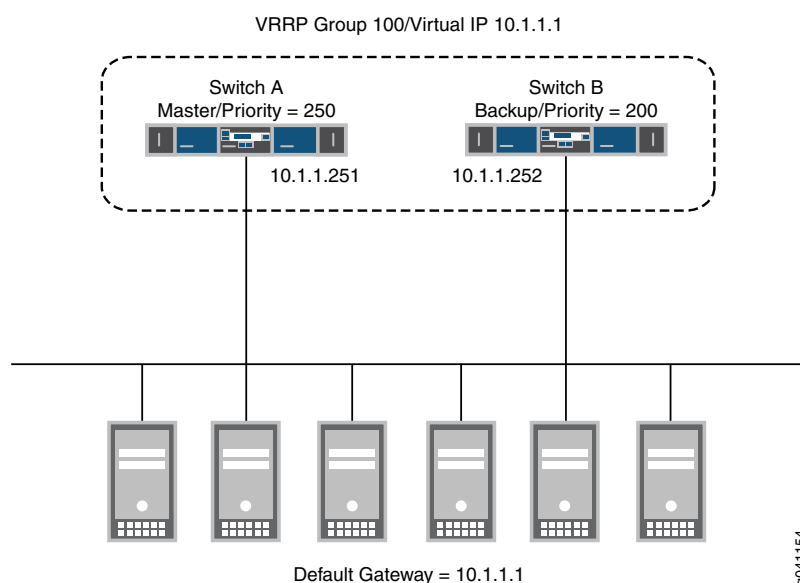 VRRP Group 100/Virtual IP 10.1.1.1
Switch A
Master/Priority = 250
Switch B
Backup/Priority = 200
10.1.1.251
10.1.1.252
Default Gateway = 10.1.1.1